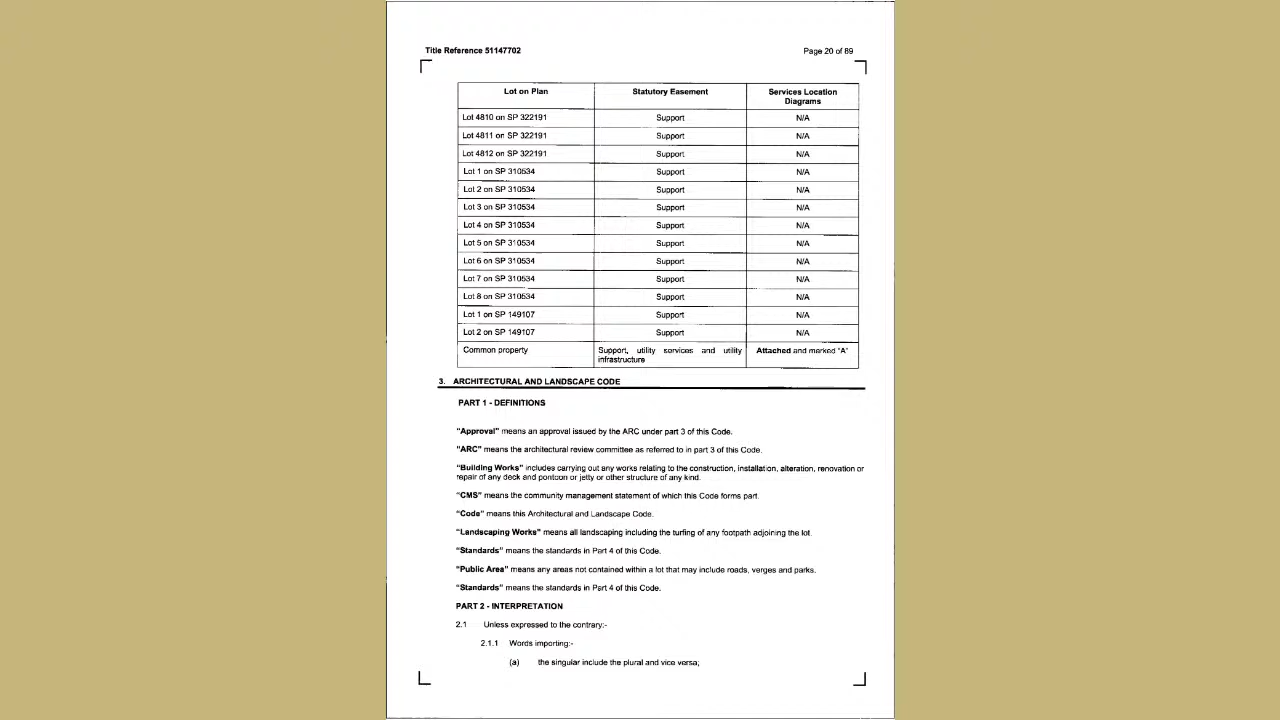 Title Reference 51147702 Page 20 of 89
Lot on Plan Statutory Easement Services Location
Diagrams
Lot 4810 on SP 322191 Support N/A
Lot 4811 on SP 322191 Support N/A
Lot 4812 on SP 322191 Support N/A
Lot 1 on SP 310534 Support N/A
Lot 2 on SP 310534 Support N/A
Lot 3 on SP 310534 Support N/A
Lot 4 on SP 310534 Support N/A
Lot 5 on SP 310534 Support N/A
Lot 6 on SP 310534 Support N/A
Lot 7 on SP 310534 Support N/A
Lot 8 on SP 310534 Support N/A
Lot 1 on SP 149107 Support N/A
Lot 2 on SP 149107 Support N/A
Common property Support, utility services and utility Attached and marked "A"
infrastructure
3. ARCHITECTURAL AND LANDSCAPE CODE
PART 1 - DEFINITIONS
"Approval" means an approval issued by the ARC under part 3 of this Code.
"ARC" means the architectural review committee as referred to in part 3 of this Code.
"Building Works" includes carrying out any works relating to the construction, installation, alteration, renovation or
repair of any deck and pontoon or jetty or other structure of any kind.
"CMS" means the community management statement of which this Code forms part.
"Code" means this Architectural and Landscape Code.
"Landscaping Works" means all landscaping including the turfing of any footpath adjoining the lot.
"Standards" means the standards in Part 4 of this Code.
"Public Area" means any areas not contained within a lot that may include roads, verges and parks.
"Standards" means the standards in Part 4 of this Code.
PART 2 - INTERPRETATION
2.1 Unless expressed to the contrary:-
2.1.1 Words importing:-
(a) the singular include the plural and vice versa;